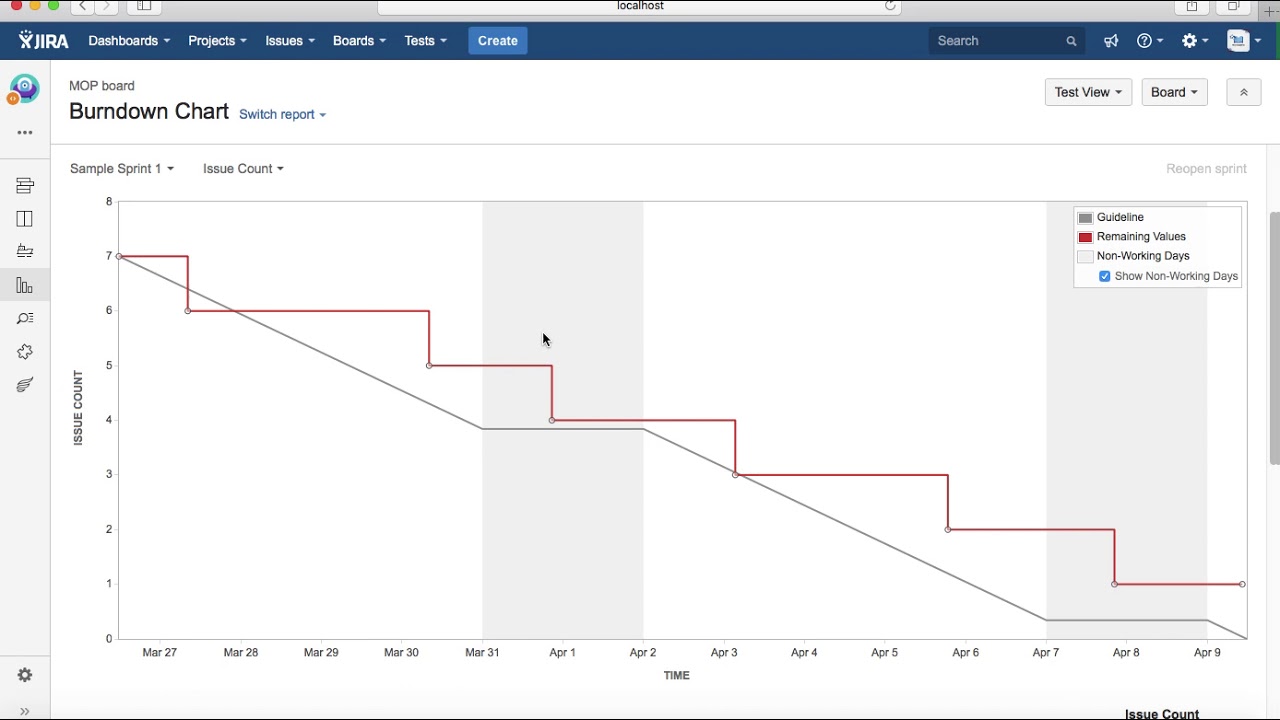 localhost
JIRA Dashboards Projects Issues Boards Tests Create Search
MOP board
Burndown Chart Switch report
Test View Board
Sample Sprint 1 Issue Count Reopen sprint
Guideline
Remaining Values
Non-Working Days
Show Non-Working Days
8
7
6
5
4
3
2
1
0
ISSUE COUNT
Mar 27 Mar 28 Mar 29 Mar 30 Mar 31 Apr 1 Apr 2 Apr 3 Apr 4 Apr 5 Apr 6 Apr 7 Apr 8 Apr 9
TIME
Issue Count